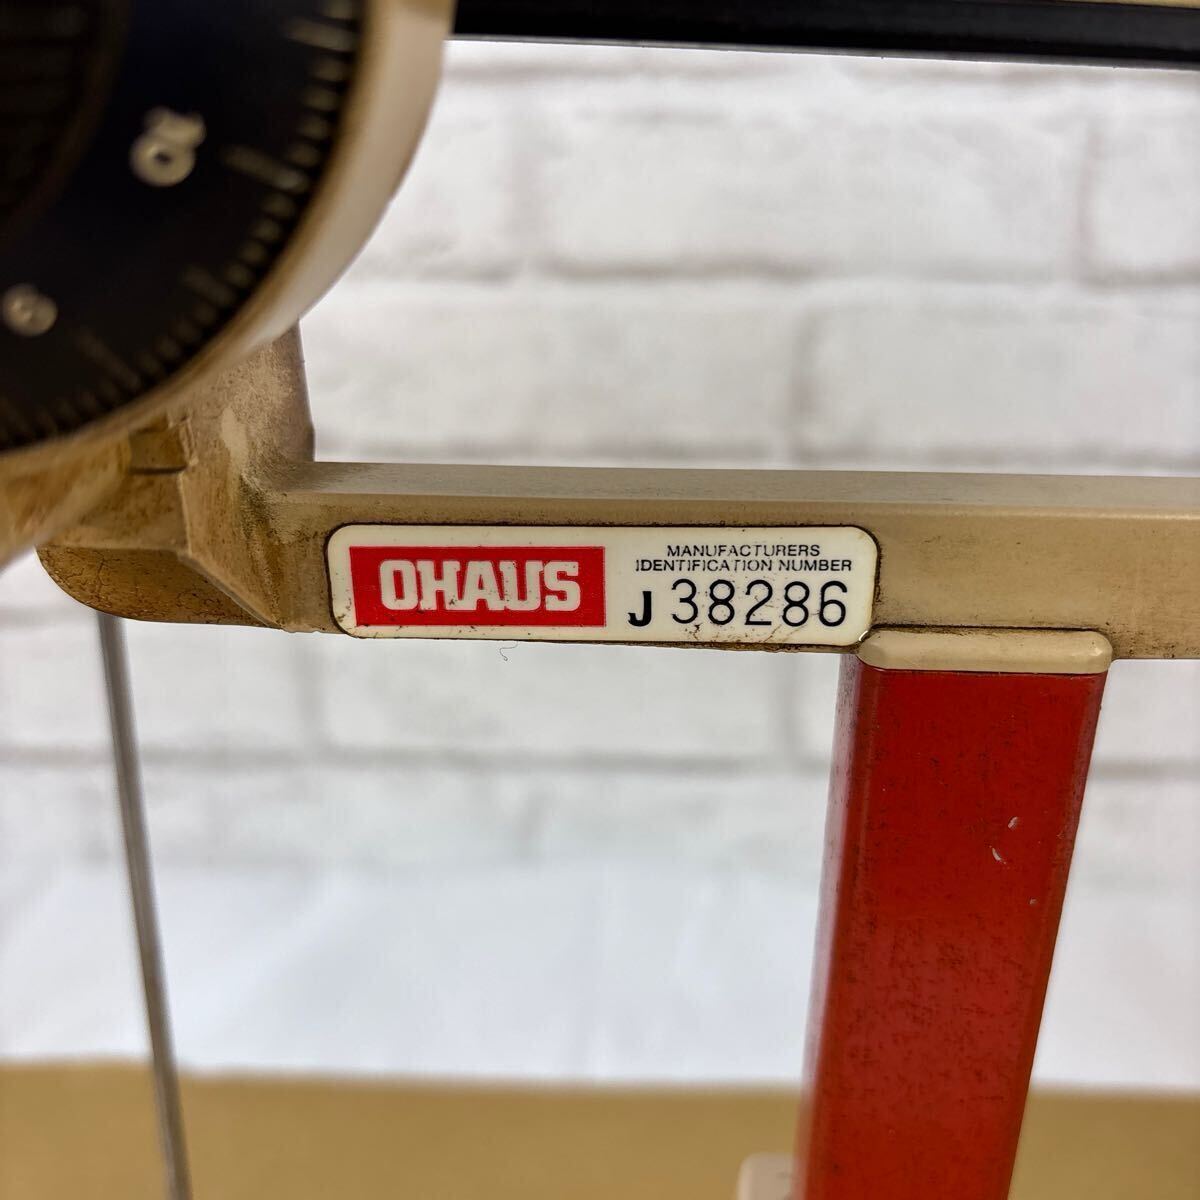 OHAUS
MANUFACTURERS
IDENTIFICATION NUMBER
J 38286